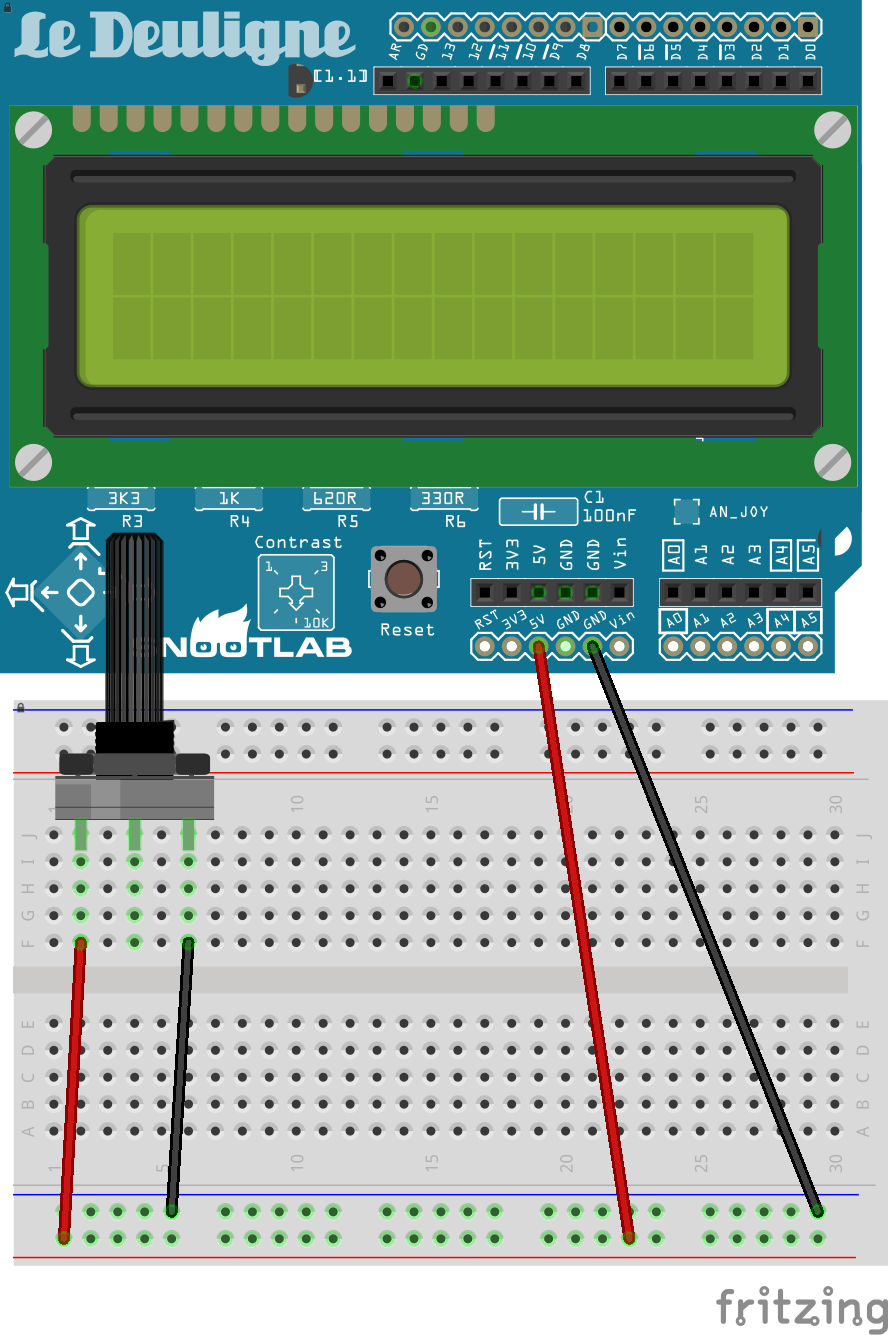 Le Deuligne
AR GD 13 12 11 10 D9 D8 D7 D6 D5 D4 D3 D2 D1 D0
[1.1]
3K3 1K 620R 330R
R3 R4 R5 R6
C1
100nF
AN_JOY
Contrast
1 3
10K
Reset
RST 3V3 5V GND GND Vin A0 A1 A2 A3 A4 A5
RST 3V3 5V GND GND Vin A0 A1 A2 A3 A4 A5
NOOTLAB
1 10 15 25 30
J J
I I
H H
G G
F F
E E
D D
C C
B B
A A
1 5 10 15 20 25 30
fritzing